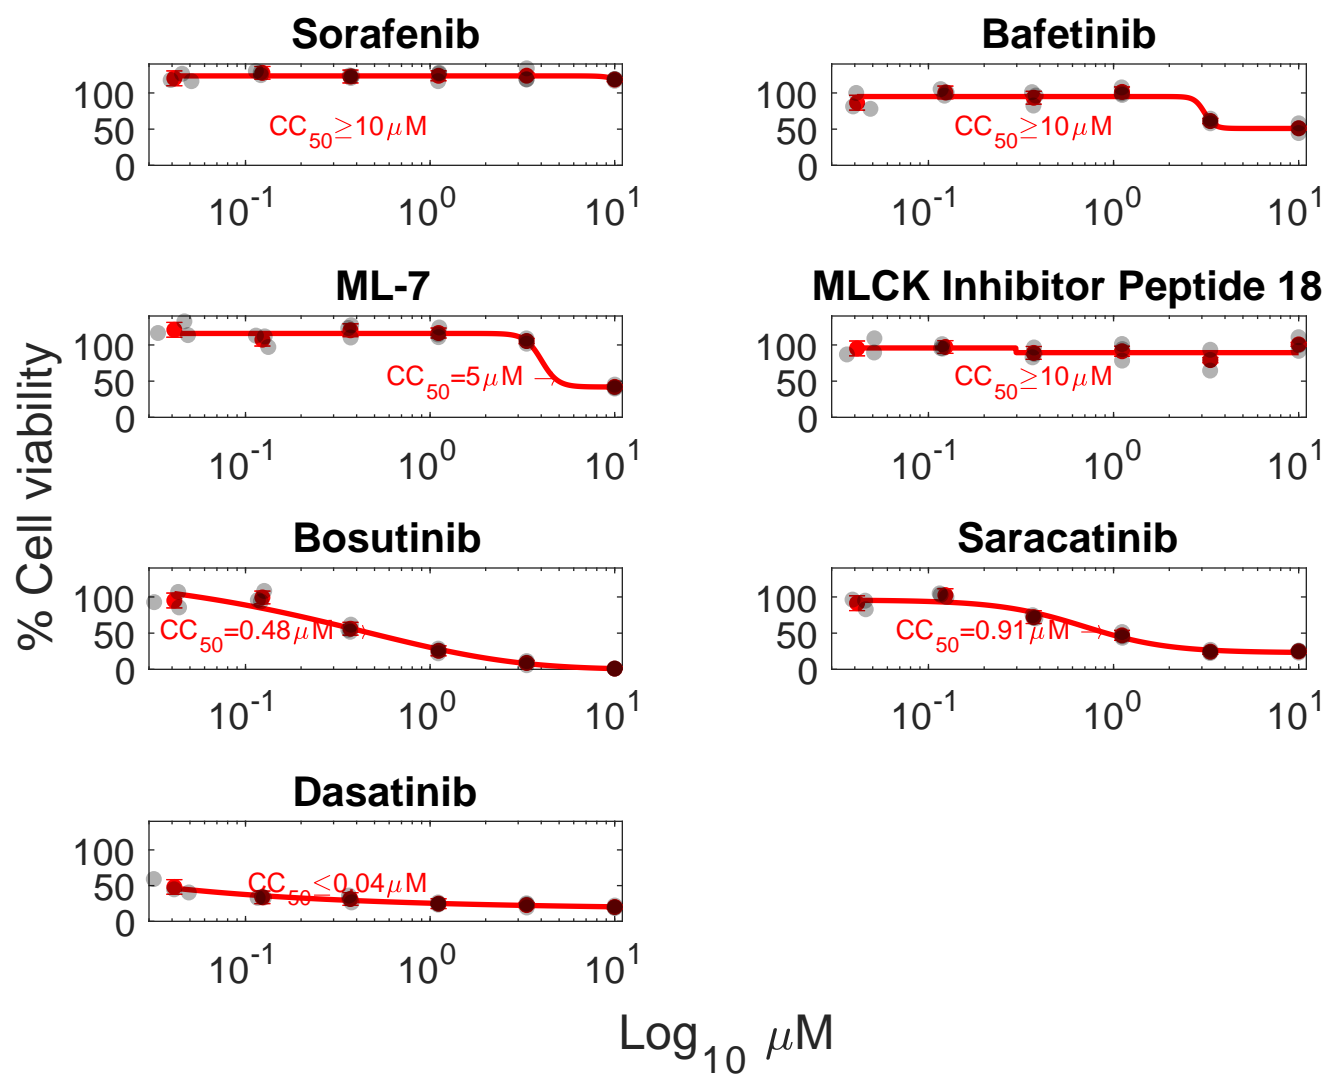 Sorafenib
100
50
0
CC50≥10μM
10-1 100 101
Bafetinib
100
50
0
CC50≥10μM
10-1 100 101
ML-7
100
50
0
CC50=5μM →
10-1 100 101
MLCK Inhibitor Peptide 18
100
50
0
CC50≥10μM
10-1 100 101
% Cell viability
Bosutinib
100
50
0
CC50=0.48μM →
10-1 100 101
Saracatinib
100
50
0
CC50=0.91μM →
10-1 100 101
Dasatinib
100
50
0
CC50≤0.04μM
10-1 100 101
Log10 μM